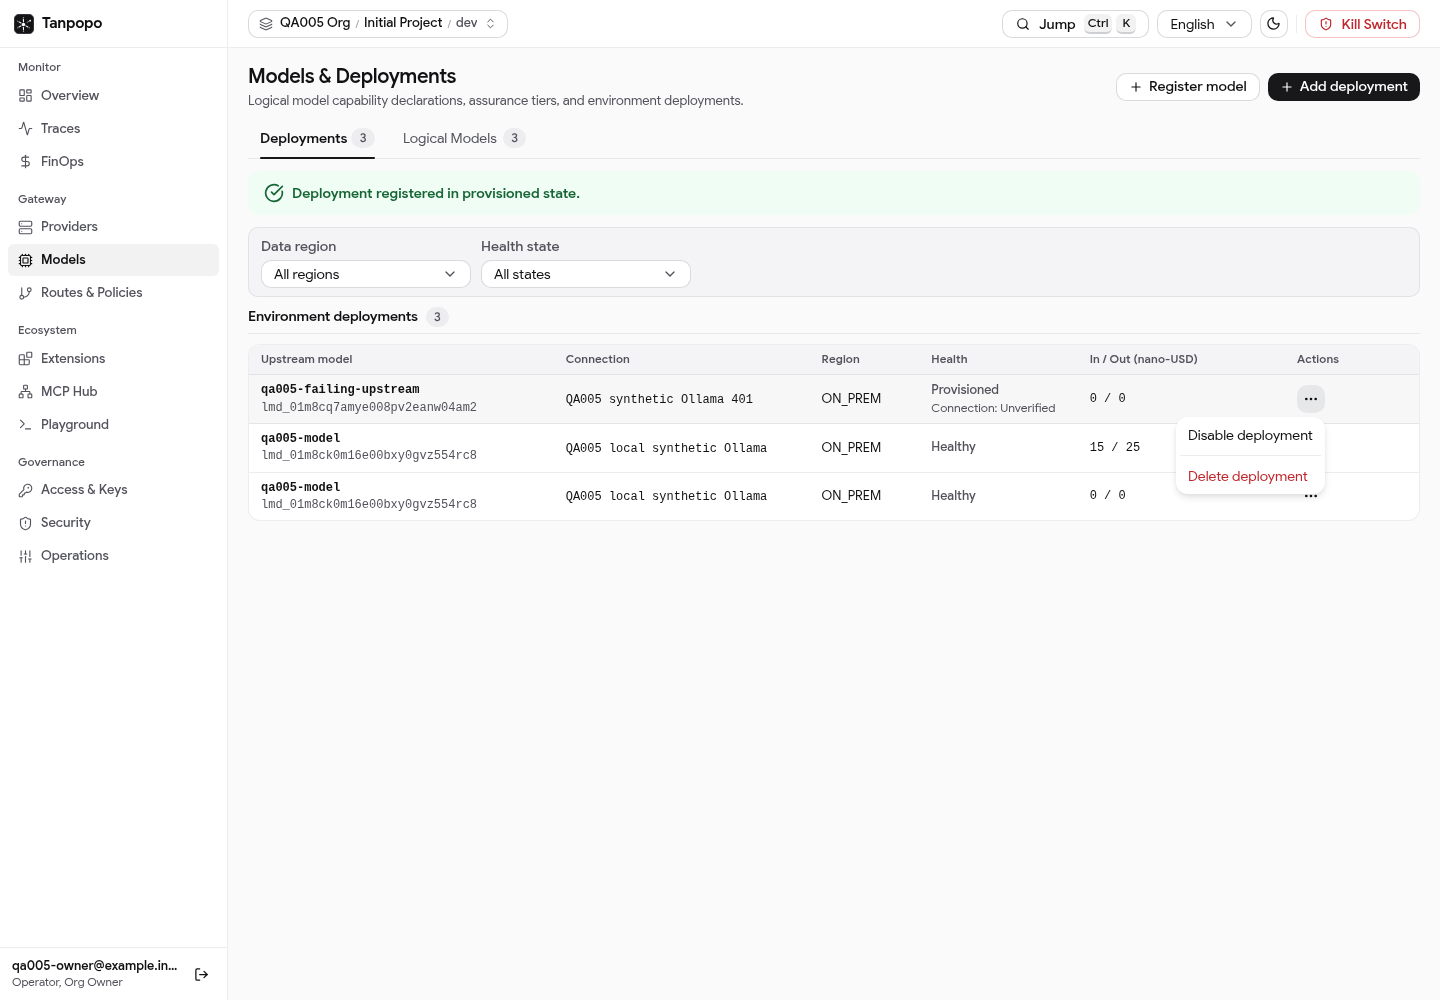 Tanpopo
QA005 Org / Initial Project / dev
Jump Ctrl K
English
Kill Switch
Monitor
Overview
Traces
FinOps
Gateway
Providers
Models
Routes & Policies
Ecosystem
Extensions
MCP Hub
Playground
Governance
Access & Keys
Security
Operations
qa005-owner@example.in...
Operator, Org Owner
Models & Deployments
Logical model capability declarations, assurance tiers, and environment deployments.
Register model
Add deployment
Deployments 3
Logical Models 3
Deployment registered in provisioned state.
Data region
All regions
Health state
All states
Environment deployments 3
Upstream model Connection Region Health In / Out (nano-USD) Actions
qa005-failing-upstream
lmd_01m8cq7amye008pv2eanw04am2
QA005 synthetic Ollama 401
ON_PREM
Provisioned
Connection: Unverified
0 / 0
qa005-model
lmd_01m8ck0m16e00bxy0gvz554rc8
QA005 local synthetic Ollama
ON_PREM
Healthy
15 / 25
qa005-model
lmd_01m8ck0m16e00bxy0gvz554rc8
QA005 local synthetic Ollama
ON_PREM
Healthy
0 / 0
Disable deployment
Delete deployment